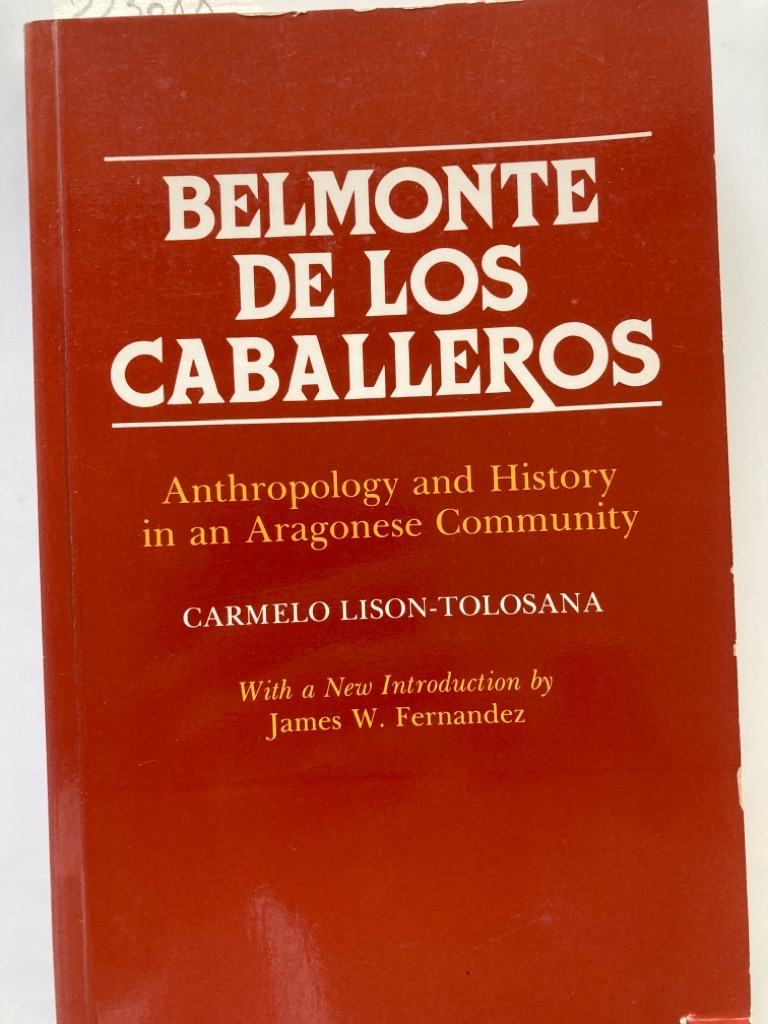 BELMONTE
DE LOS
CABALLEROS
Anthropology and History
in an Aragonese Community
CARMELO LISON-TOLOSANA
With a New Introduction by
James W. Fernandez